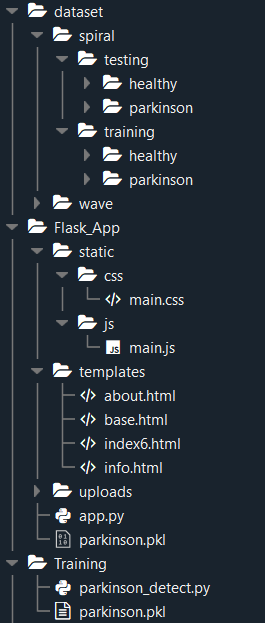 dataset
spiral
testing
healthy
parkinson
training
healthy
parkinson
wave
Flask_App
static
css
main.css
js
main.js
templates
about.html
base.html
index6.html
info.html
uploads
app.py
parkinson.pkl
Training
parkinson_detect.py
parkinson.pkl